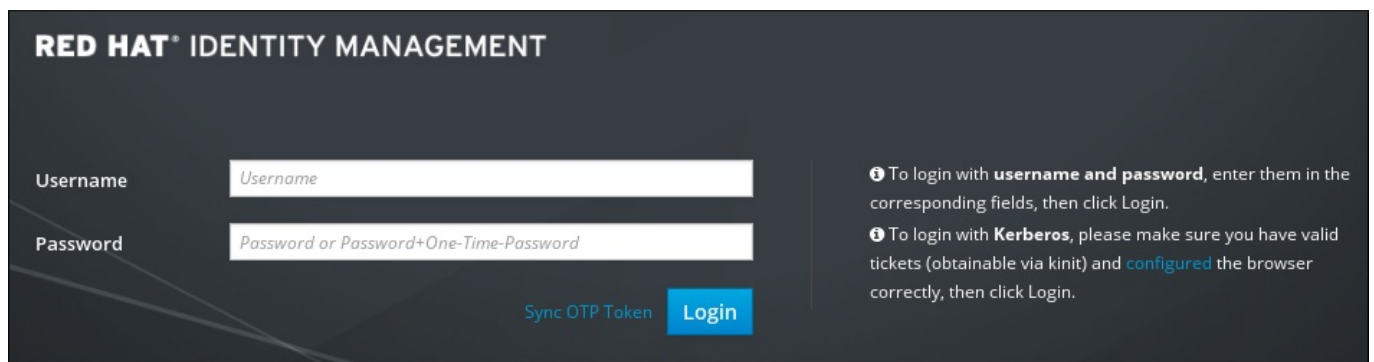 RED HAT® IDENTITY MANAGEMENT
Username
Username
Password
Password or Password+One-Time-Password
Sync OTP Token
Login
To login with username and password, enter them in the
corresponding fields, then click Login.
To login with Kerberos, please make sure you have valid
tickets (obtainable via kinit) and configured the browser
correctly, then click Login.